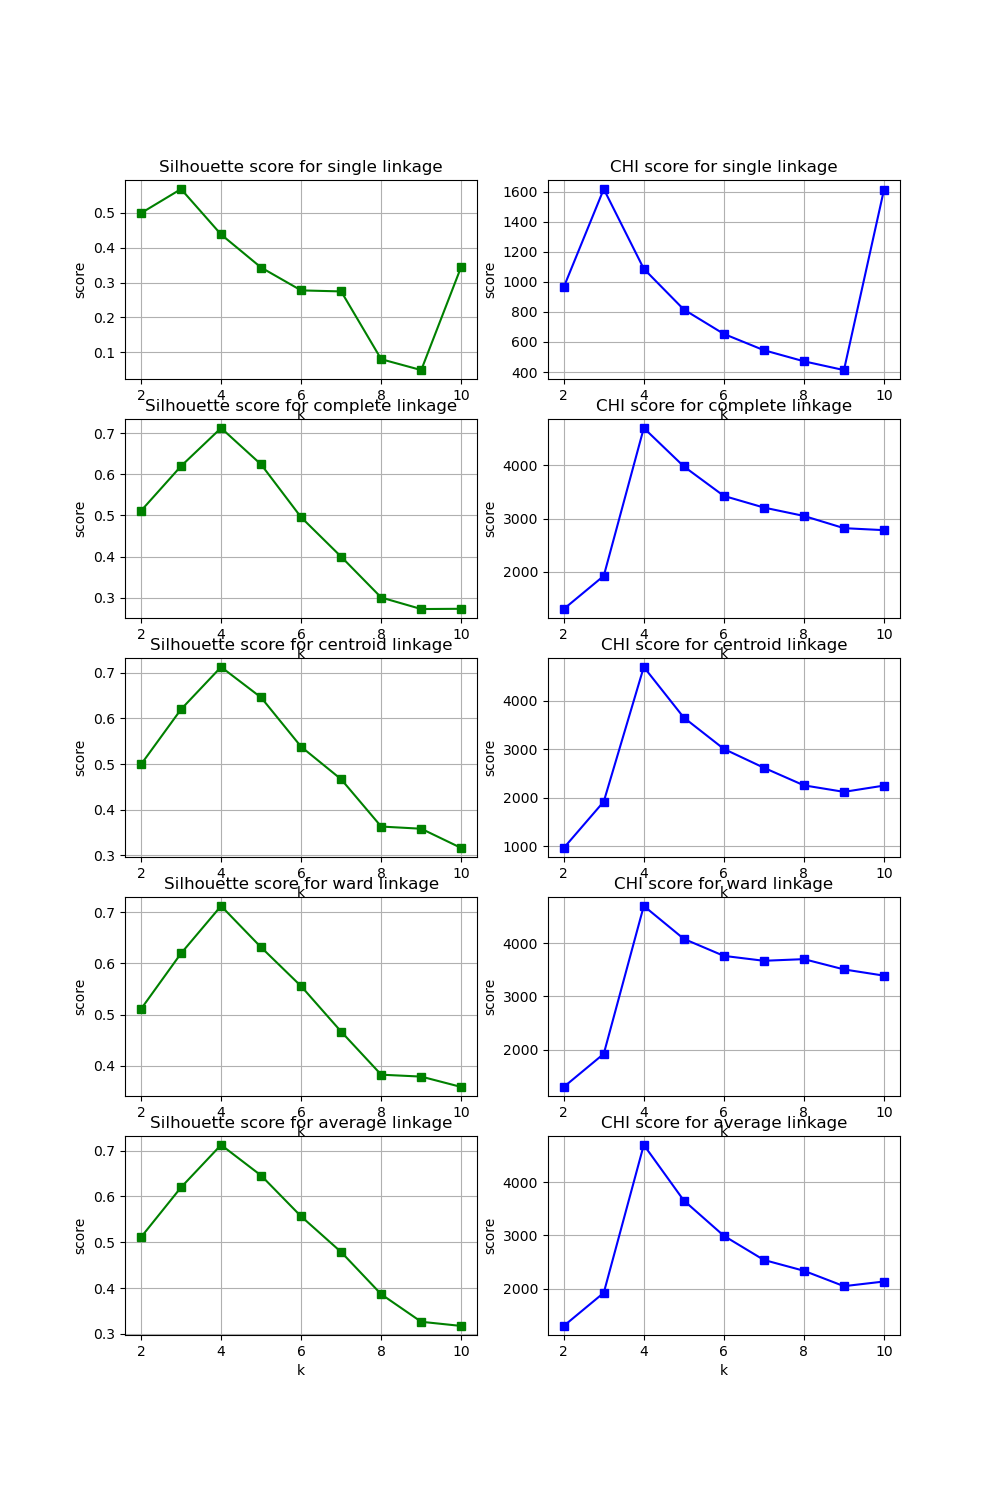 Silhouette score for single linkage
CHI score for single linkage
score
0.5
0.4
0.3
0.2
0.1
2 4 6 8 10
k
score
1600
1400
1200
1000
800
600
400
2 4 6 8 10
k
Silhouette score for complete linkage
CHI score for complete linkage
score
0.7
0.6
0.5
0.4
0.3
2 4 6 8 10
k
score
4000
3000
2000
2 4 6 8 10
k
Silhouette score for centroid linkage
CHI score for centroid linkage
score
0.7
0.6
0.5
0.4
0.3
2 4 6 8 10
k
score
4000
3000
2000
1000
2 4 6 8 10
k
Silhouette score for ward linkage
CHI score for ward linkage
score
0.7
0.6
0.5
0.4
2 4 6 8 10
k
score
4000
3000
2000
2 4 6 8 10
k
Silhouette score for average linkage
CHI score for average linkage
score
0.7
0.6
0.5
0.4
0.3
2 4 6 8 10
k
score
4000
3000
2000
2 4 6 8 10
k